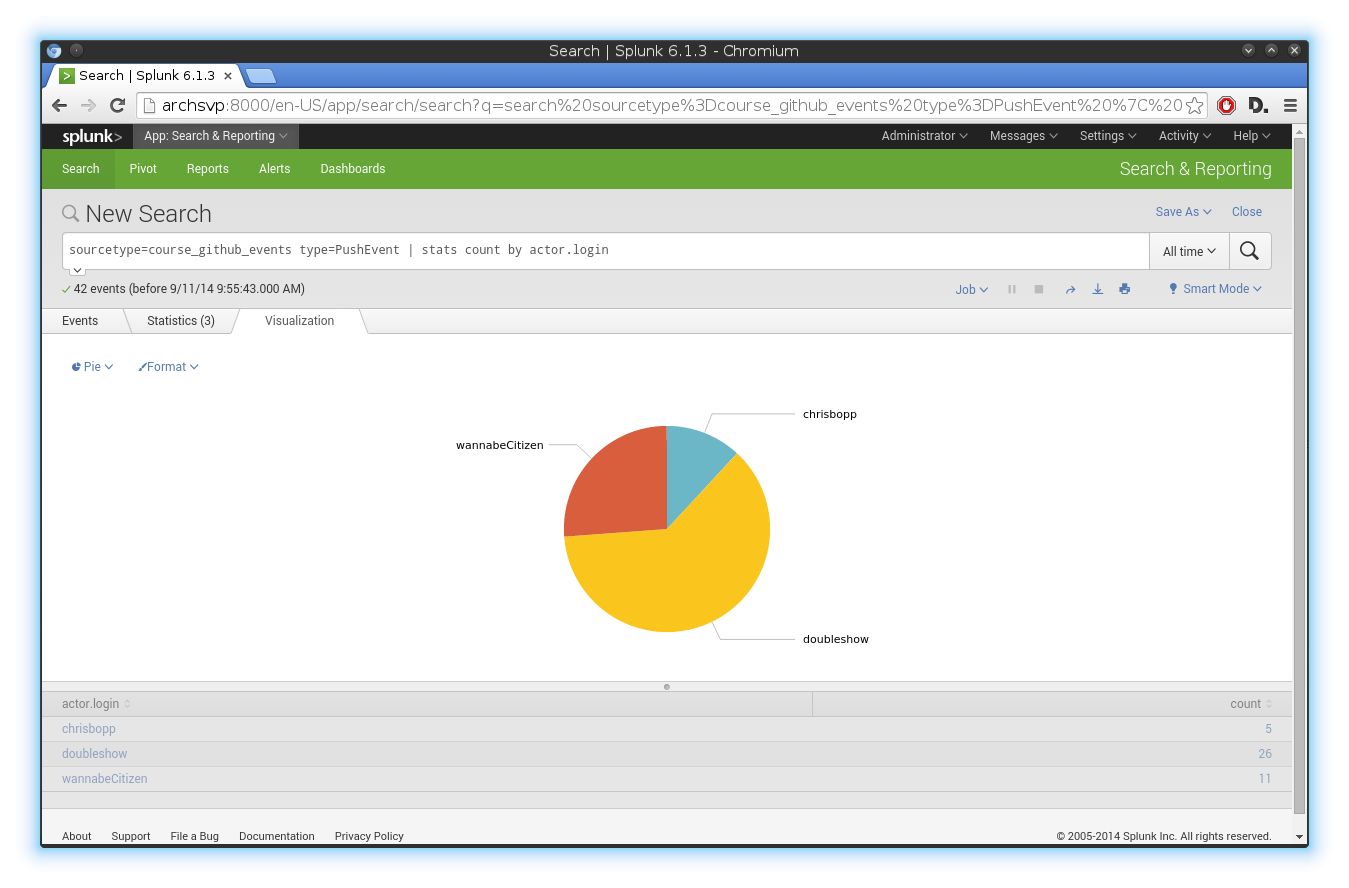 Search | Splunk 6.1.3 - Chromium
Search | Splunk 6.1.3 ×
archsvp:8000/en-US/app/search/search?q=search%20sourcetype%3Dcourse_github_events%20type%3DPushEvent%20%7C%20
D.
splunk> App: Search & Reporting Administrator Messages Settings Activity Help
Search Pivot Reports Alerts Dashboards Search & Reporting
New Search Save As Close
sourcetype=course_github_events type=PushEvent | stats count by actor.login All time
42 events (before 9/11/14 9:55:43.000 AM) Job Smart Mode
Events Statistics (3) Visualization
Pie Format
chrisbopp
wannabeCitizen
doubleshow
actor.login count
chrisbopp 5
doubleshow 26
wannabeCitizen 11
About Support File a Bug Documentation Privacy Policy © 2005-2014 Splunk Inc. All rights reserved.